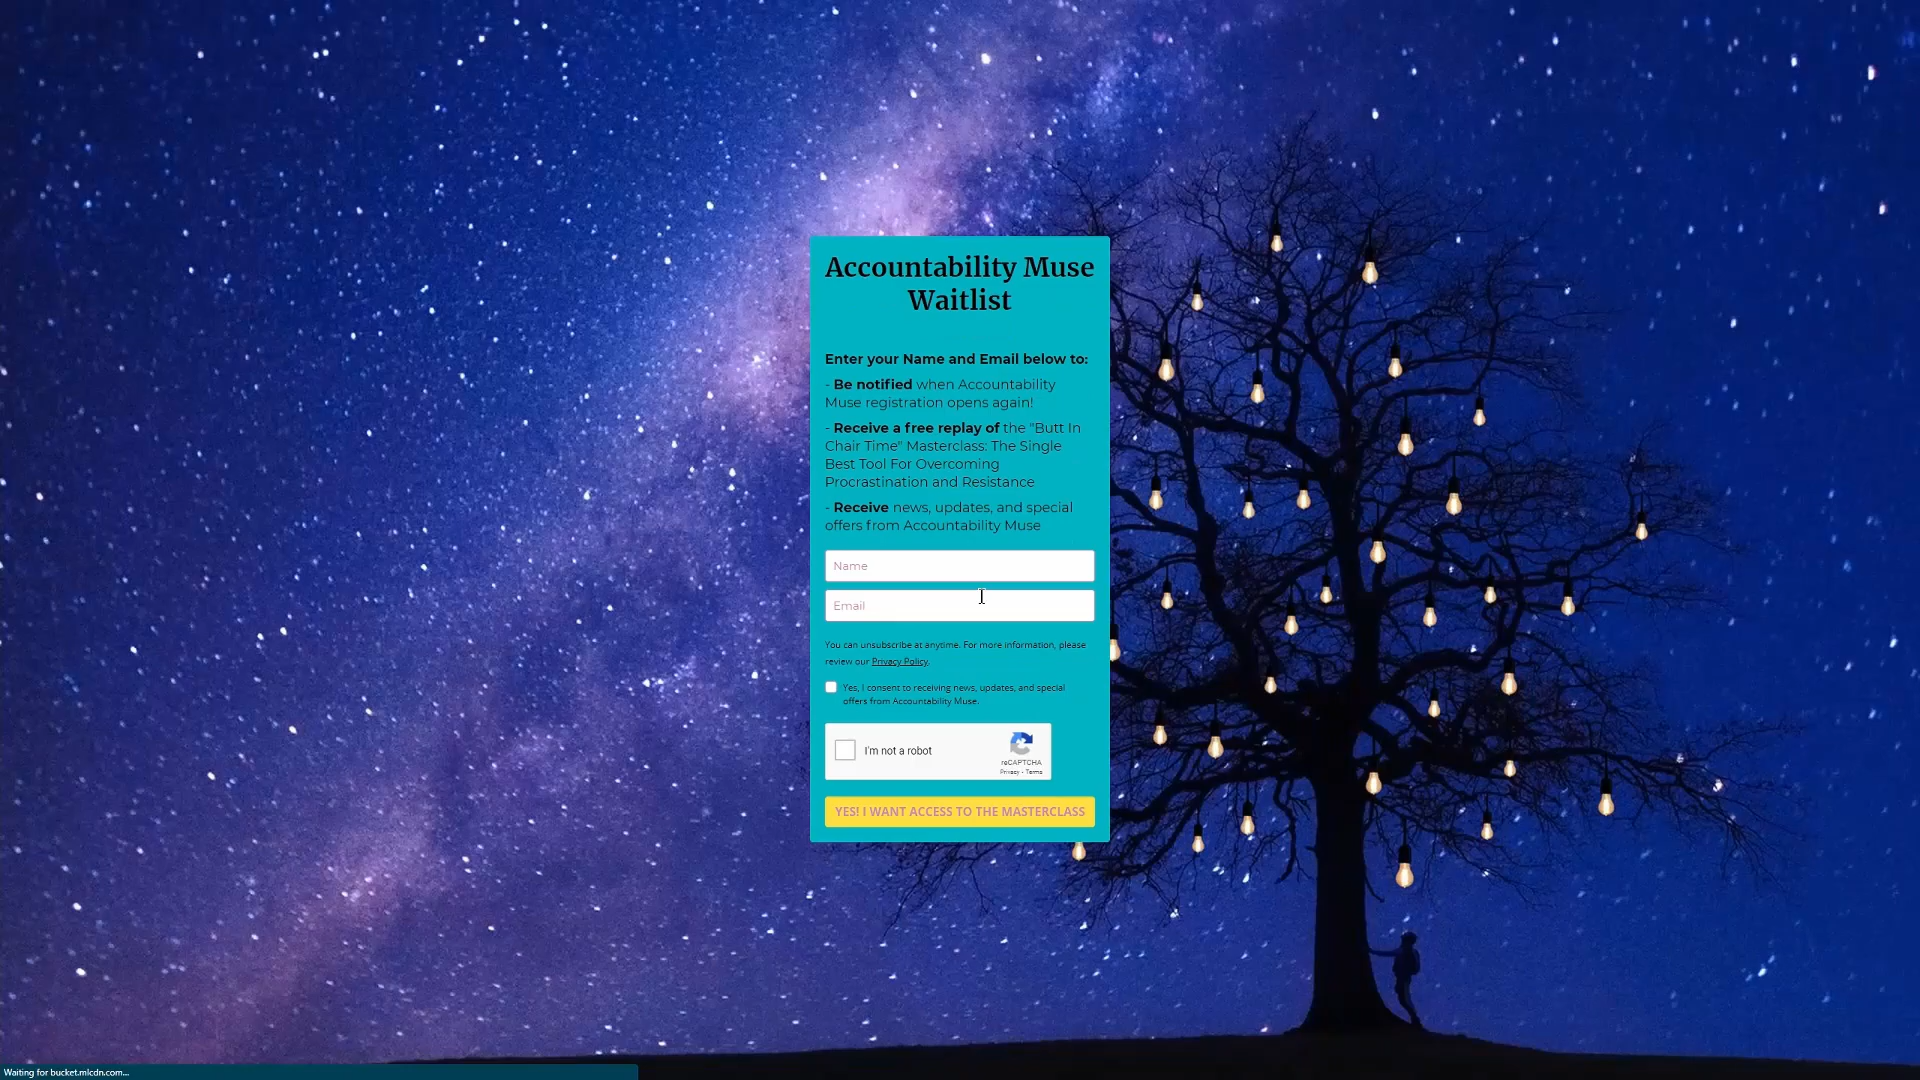 Accountability Muse
Waitlist
Enter your Name and Email below to:
- Be notified when Accountability
Muse registration opens again!
- Receive a free replay of the "Butt In
Chair Time" Masterclass: The Single
Best Tool For Overcoming
Procrastination and Resistance
- Receive news, updates, and special
offers from Accountability Muse
Name
Email
You can unsubscribe at anytime. For more information, please
review our Privacy Policy.
Yes, I consent to receiving news, updates, and special
offers from Accountability Muse.
I'm not a robot
reCAPTCHA
Privacy - Terms
YES! I WANT ACCESS TO THE MASTERCLASS
Waiting for bucket.mlcdn.com...